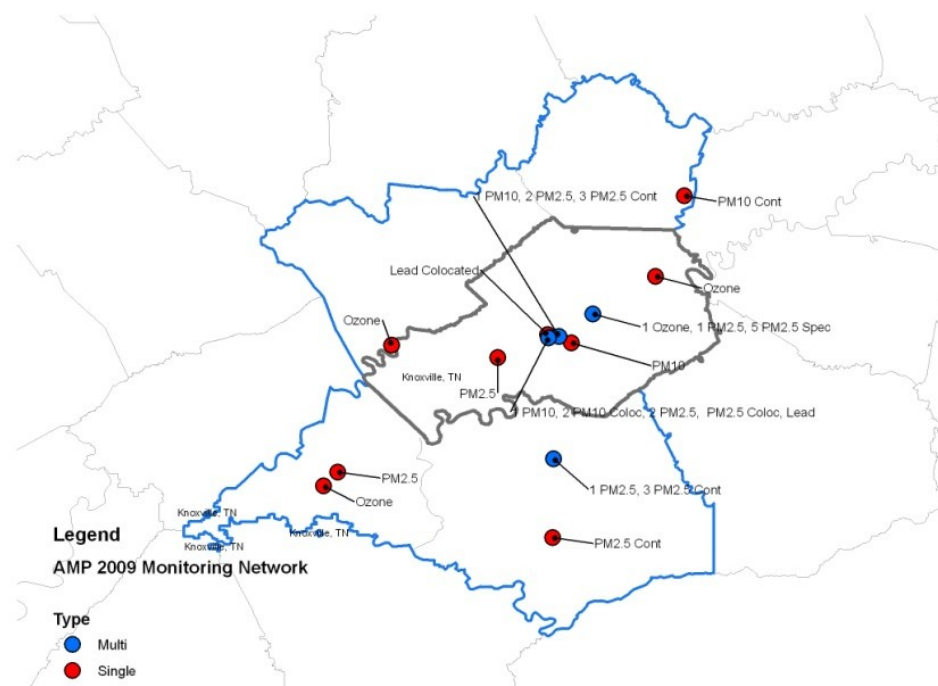 1 PM10, 2 PM2.5, 3 PM2.5 Cont
PM10 Cont
Lead Colocated
Ozone
Ozone
1 Ozone, 1 PM2.5, 5 PM2.5 Spec
PM10
Knoxville, TN
PM2.5
1 PM10, 2 PM10 Coloc, 2 PM2.5, PM2.5 Coloc, Lead
PM2.5
1 PM2.5, 3 PM2.5 Cont
Ozone
Knoxville, TN
Knoxville, TN
Knoxville, TN
PM2.5 Cont
Legend
AMP 2009 Monitoring Network
Type
Multi
Single